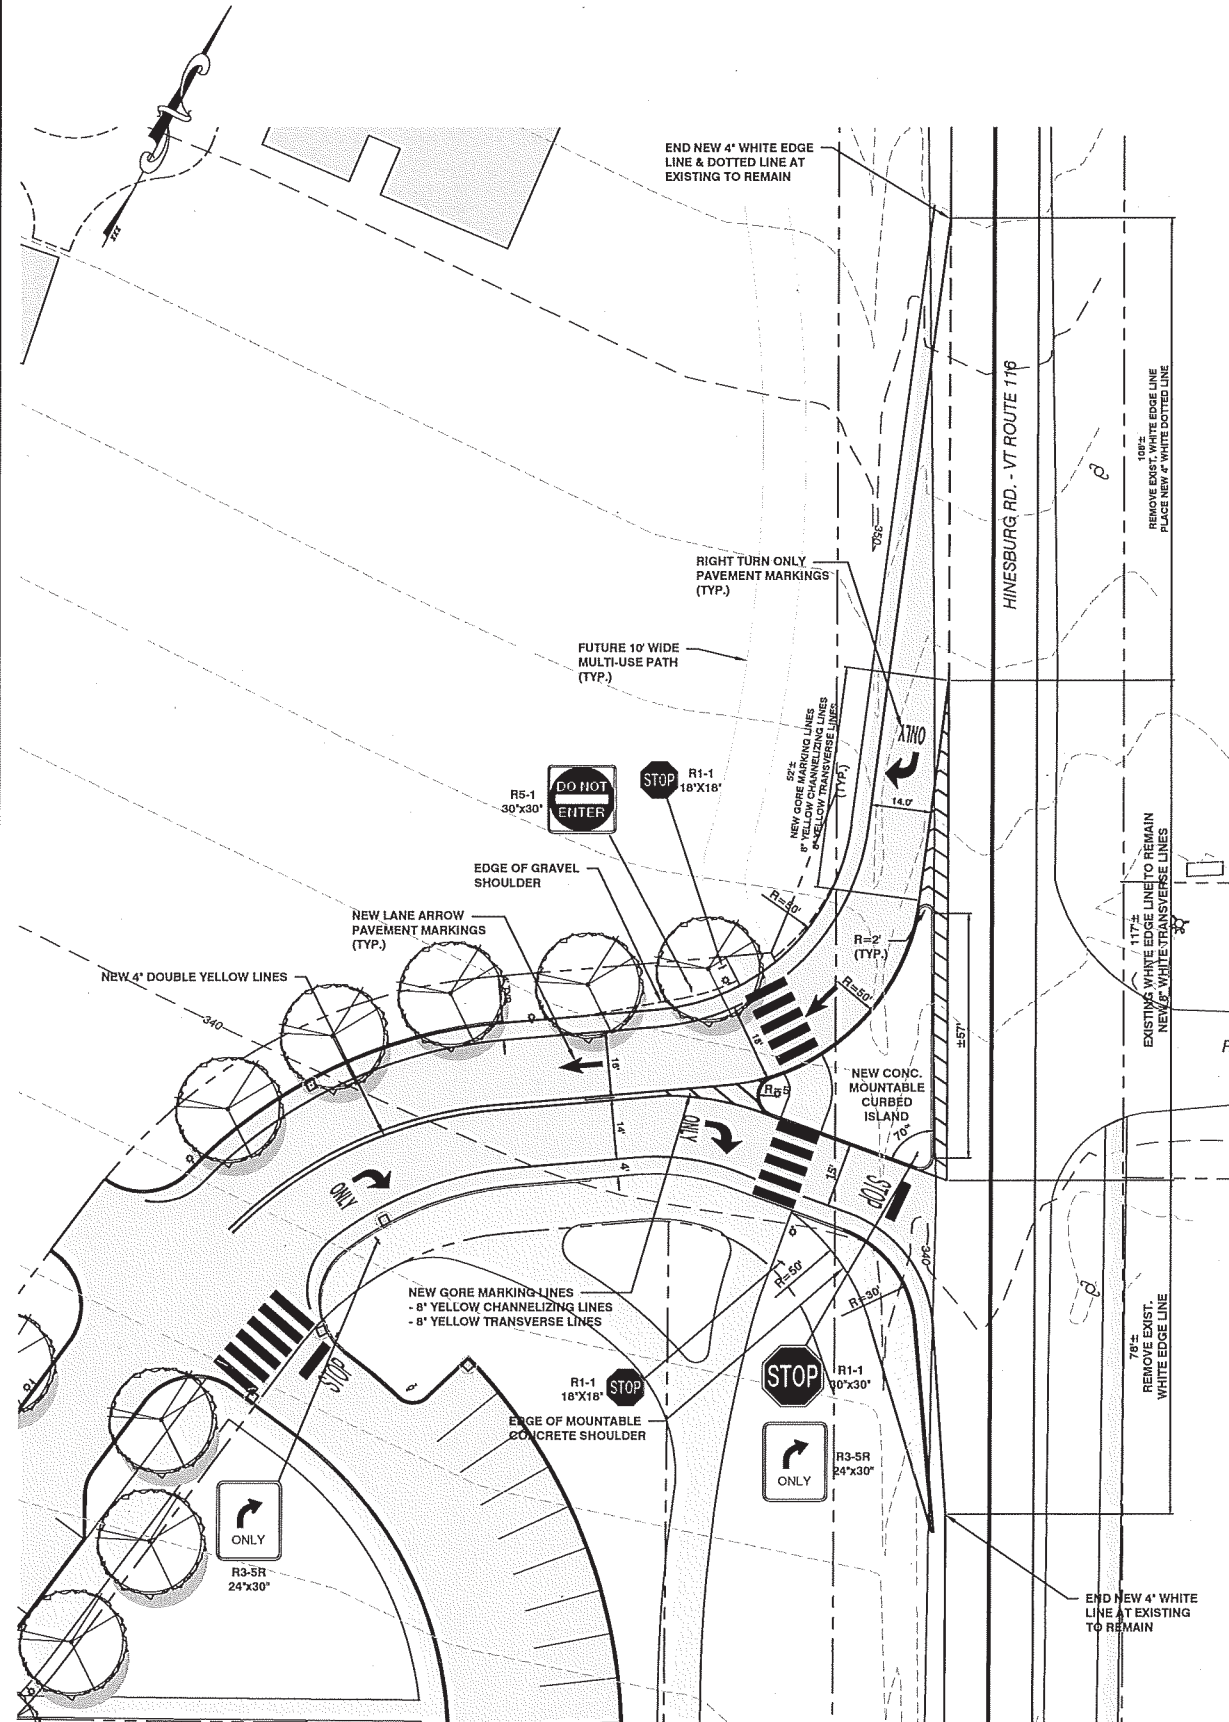 END NEW 4" WHITE EDGE
LINE & DOTTED LINE AT
EXISTING TO REMAIN
HINESBURG RD. - VT ROUTE 116
108'±
REMOVE EXIST. WHITE EDGE LINE
PLACE NEW 4" WHITE DOTTED LINE
350
RIGHT TURN ONLY
PAVEMENT MARKINGS
(TYP.)
FUTURE 10' WIDE
MULTI-USE PATH
(TYP.)
52'±
NEW GORE MARKING LINES
8" YELLOW CHANNELIZING LINES
8" YELLOW TRANSVERSE LINES
(TYP.)
ONLY
14.0'
R5-1
30"x30"
DO NOT
ENTER
STOP
R1-1
18"X18"
EDGE OF GRAVEL
SHOULDER
R=50'
NEW LANE ARROW
PAVEMENT MARKINGS
(TYP.)
R=2'
(TYP.)
NEW 4" DOUBLE YELLOW LINES
R=50'
117'±
EXISTING WHITE EDGE LINE TO REMAIN
NEW 8" WHITE TRANSVERSE LINES
340
±57'
18'
16'
R=5
NEW CONC.
MOUNTABLE
CURBED
ISLAND
70°
ONLY
14'
4'
15'
STOP
ONLY
340
R=50'
R=30'
NEW GORE MARKING LINES
- 8" YELLOW CHANNELIZING LINES
- 8" YELLOW TRANSVERSE LINES
STOP
R1-1
18"X18"
STOP
STOP
R1-1
30"x30"
EDGE OF MOUNTABLE
CONCRETE SHOULDER
78'±
REMOVE EXIST.
WHITE EDGE LINE
ONLY
R3-5R
24"x30"
ONLY
R3-5R
24"x30"
END NEW 4" WHITE
LINE AT EXISTING
TO REMAIN